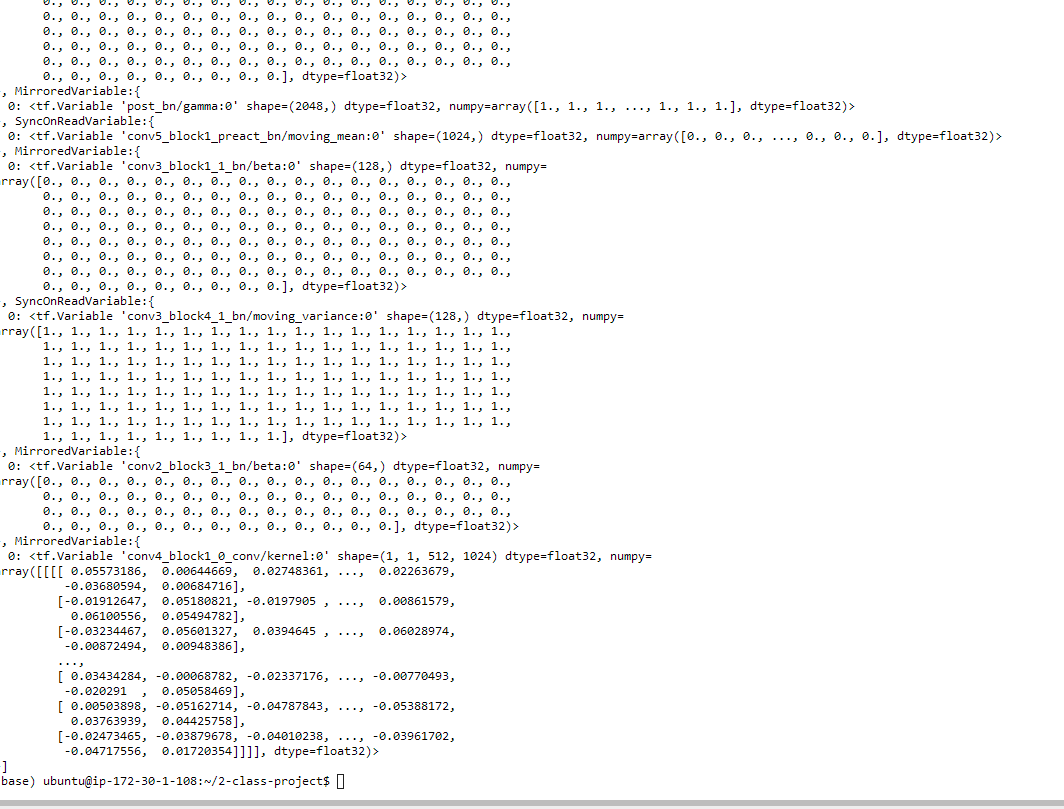 0., 0., 0., 0., 0., 0., 0., 0., 0., 0., 0., 0., 0., 0., 0., 0., 0.,
0., 0., 0., 0., 0., 0., 0., 0., 0., 0., 0., 0., 0., 0., 0., 0., 0.,
0., 0., 0., 0., 0., 0., 0., 0., 0., 0., 0., 0., 0., 0., 0., 0., 0.,
0., 0., 0., 0., 0., 0., 0., 0., 0., 0., 0., 0., 0., 0., 0., 0., 0.,
0., 0., 0., 0., 0., 0., 0., 0., 0., 0., 0., 0., 0., 0., 0., 0., 0.,
0., 0., 0., 0., 0., 0., 0., 0., 0.], dtype=float32)>
, MirroredVariable:{
0: <tf.Variable 'post_bn/gamma:0' shape=(2048,) dtype=float32, numpy=array([1., 1., 1., ..., 1., 1., 1.], dtype=float32)>
, SyncOnReadVariable:{
0: <tf.Variable 'conv5_block1_preact_bn/moving_mean:0' shape=(1024,) dtype=float32, numpy=array([0., 0., 0., ..., 0., 0., 0.], dtype=float32)>
, MirroredVariable:{
0: <tf.Variable 'conv3_block1_1_bn/beta:0' shape=(128,) dtype=float32, numpy=
rray([0., 0., 0., 0., 0., 0., 0., 0., 0., 0., 0., 0., 0., 0., 0., 0., 0.,
0., 0., 0., 0., 0., 0., 0., 0., 0., 0., 0., 0., 0., 0., 0., 0., 0.,
0., 0., 0., 0., 0., 0., 0., 0., 0., 0., 0., 0., 0., 0., 0., 0., 0.,
0., 0., 0., 0., 0., 0., 0., 0., 0., 0., 0., 0., 0., 0., 0., 0., 0.,
0., 0., 0., 0., 0., 0., 0., 0., 0., 0., 0., 0., 0., 0., 0., 0., 0.,
0., 0., 0., 0., 0., 0., 0., 0., 0., 0., 0., 0., 0., 0., 0., 0., 0.,
0., 0., 0., 0., 0., 0., 0., 0., 0., 0., 0., 0., 0., 0., 0., 0., 0.,
0., 0., 0., 0., 0., 0., 0., 0., 0.], dtype=float32)>
, SyncOnReadVariable:{
0: <tf.Variable 'conv3_block4_1_bn/moving_variance:0' shape=(128,) dtype=float32, numpy=
rray([1., 1., 1., 1., 1., 1., 1., 1., 1., 1., 1., 1., 1., 1., 1., 1., 1.,
1., 1., 1., 1., 1., 1., 1., 1., 1., 1., 1., 1., 1., 1., 1., 1., 1.,
1., 1., 1., 1., 1., 1., 1., 1., 1., 1., 1., 1., 1., 1., 1., 1., 1.,
1., 1., 1., 1., 1., 1., 1., 1., 1., 1., 1., 1., 1., 1., 1., 1., 1.,
1., 1., 1., 1., 1., 1., 1., 1., 1., 1., 1., 1., 1., 1., 1., 1., 1.,
1., 1., 1., 1., 1., 1., 1., 1., 1., 1., 1., 1., 1., 1., 1., 1., 1.,
1., 1., 1., 1., 1., 1., 1., 1., 1., 1., 1., 1., 1., 1., 1., 1., 1.,
1., 1., 1., 1., 1., 1., 1., 1., 1.], dtype=float32)>
, MirroredVariable:{
0: <tf.Variable 'conv2_block3_1_bn/beta:0' shape=(64,) dtype=float32, numpy=
rray([0., 0., 0., 0., 0., 0., 0., 0., 0., 0., 0., 0., 0., 0., 0., 0., 0.,
0., 0., 0., 0., 0., 0., 0., 0., 0., 0., 0., 0., 0., 0., 0., 0., 0.,
0., 0., 0., 0., 0., 0., 0., 0., 0., 0., 0., 0., 0., 0., 0., 0., 0.,
0., 0., 0., 0., 0., 0., 0., 0., 0., 0., 0., 0., 0.], dtype=float32)>
, MirroredVariable:{
0: <tf.Variable 'conv4_block1_0_conv/kernel:0' shape=(1, 1, 512, 1024) dtype=float32, numpy=
rray([[[[ 0.05573186,  0.00644669,  0.02748361, ...,  0.02263679,
-0.03680594,  0.00684716],
[-0.01912647,  0.05180821, -0.0197905 , ...,  0.00861579,
0.06100556,  0.05494782],
[-0.03234467,  0.05601327,  0.0394645 , ...,  0.06028974,
-0.00872494,  0.00948386],
...,
[ 0.03434284, -0.00068782, -0.02337176, ..., -0.00770493,
-0.020291  ,  0.05058469],
[ 0.00503898, -0.05162714, -0.04787843, ..., -0.05388172,
0.03763939,  0.04425758],
[-0.02473465, -0.03879678, -0.04010238, ..., -0.03961702,
-0.04717556,  0.01720354]]]], dtype=float32)>
]
base) ubuntu@ip-172-30-1-108:~/2-class-project$